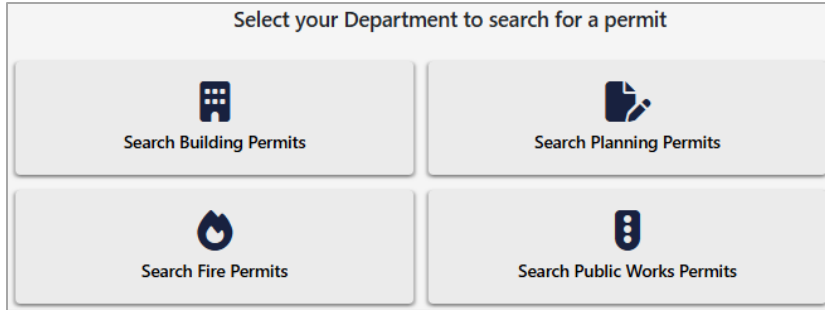 Select your Department to search for a permit
Search Building Permits
Search Planning Permits
Search Fire Permits
Search Public Works Permits